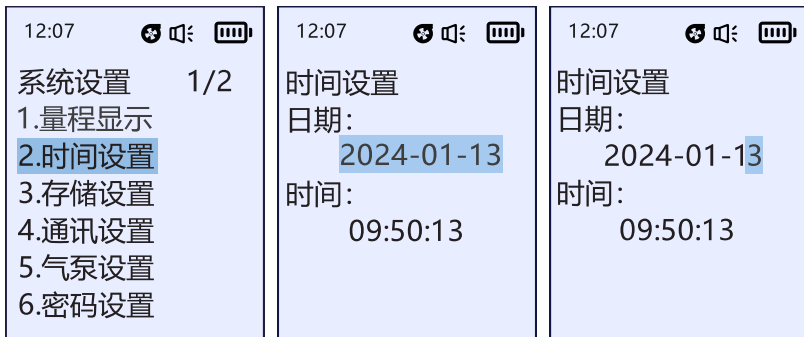 12:07
系统设置 1/2
1.量程显示
2.时间设置
3.存储设置
4.通讯设置
5.气泵设置
6.密码设置
12:07
时间设置
日期：
2024-01-13
时间：
09:50:13
12:07
时间设置
日期：
2024-01-13
时间：
09:50:13